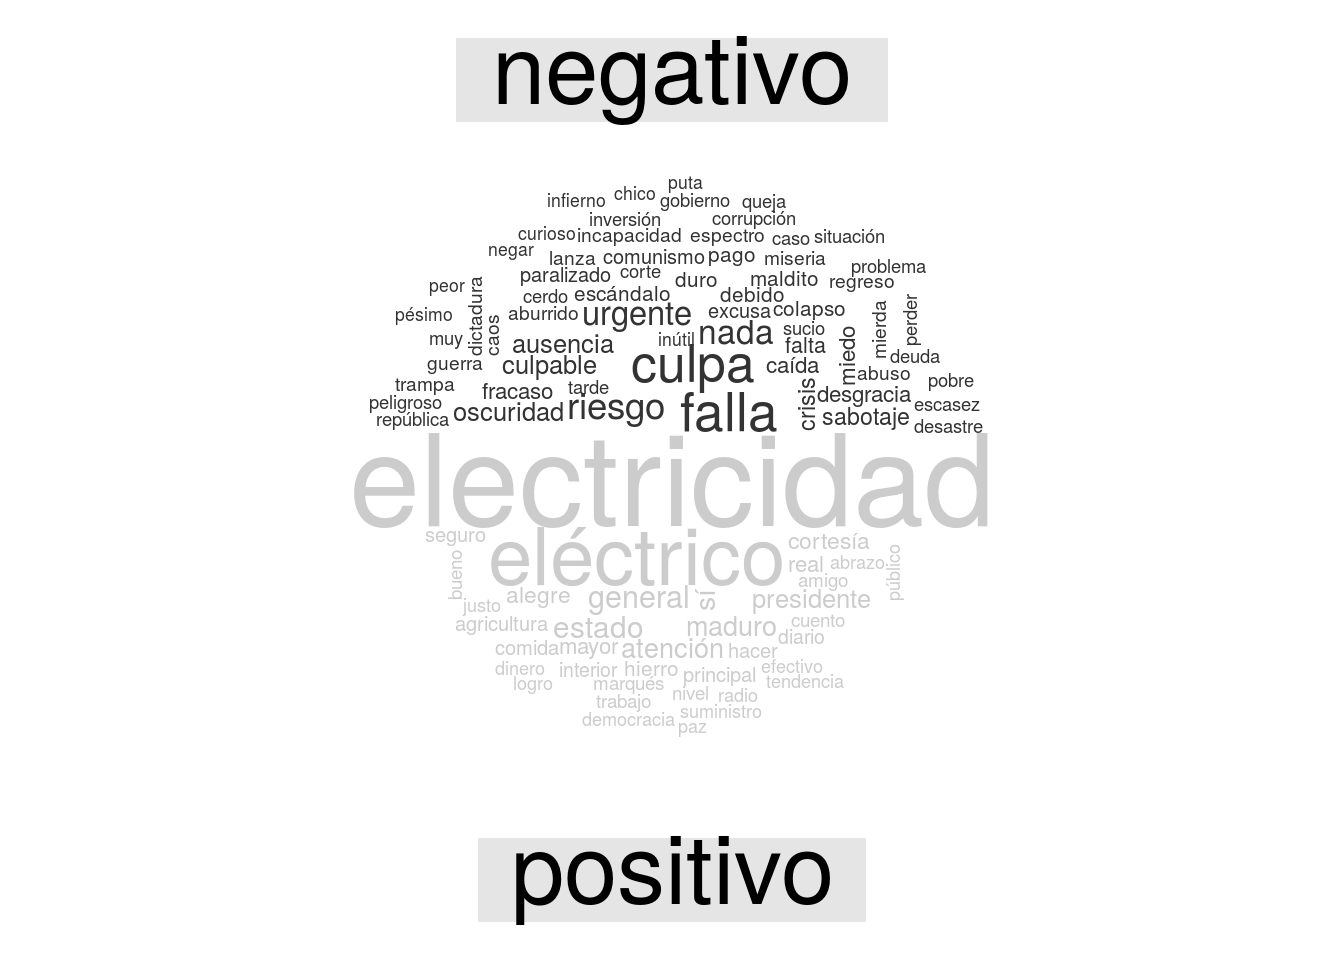 negativo
puta
infierno chico gobierno queja
inversión corrupción
curioso incapacidad espectro caso situación
negar lanza comunismo pago miseria
paralizado corte duro maldito problema
peor dictadura cerdo escándalo debido regreso
pésimo caos aburrido urgente excusa colapso mierda perder
muy ausencia inútil nada sucio falta miedo deuda
guerra culpable culpa caída abuso
trampa fracaso tarde crisis desgracia pobre
peligroso oscuridad riesgo falla sabotaje escasez
república desastre
electricidad
seguro eléctrico cortesía
bueno real abrazo público
justo alegre general sí amigo presidente
agricultura estado maduro cuento
comida mayor atención hacer diario
dinero interior hierro principal efectivo
logro marqués nivel radio tendencia
trabajo suministro
democracia paz
positivo